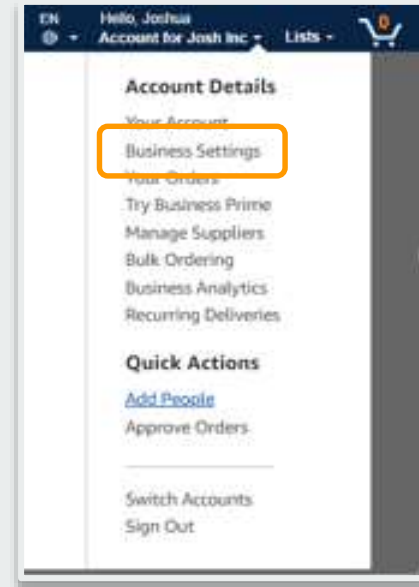 EN
Hello, Joshua
0
Account for Josh Inc
Lists
Account Details
Your Account
Business Settings
Your Orders
Try Business Prime
Manage Suppliers
Bulk Ordering
Business Analytics
Recurring Deliveries
Quick Actions
Add People
Approve Orders
Switch Accounts
Sign Out